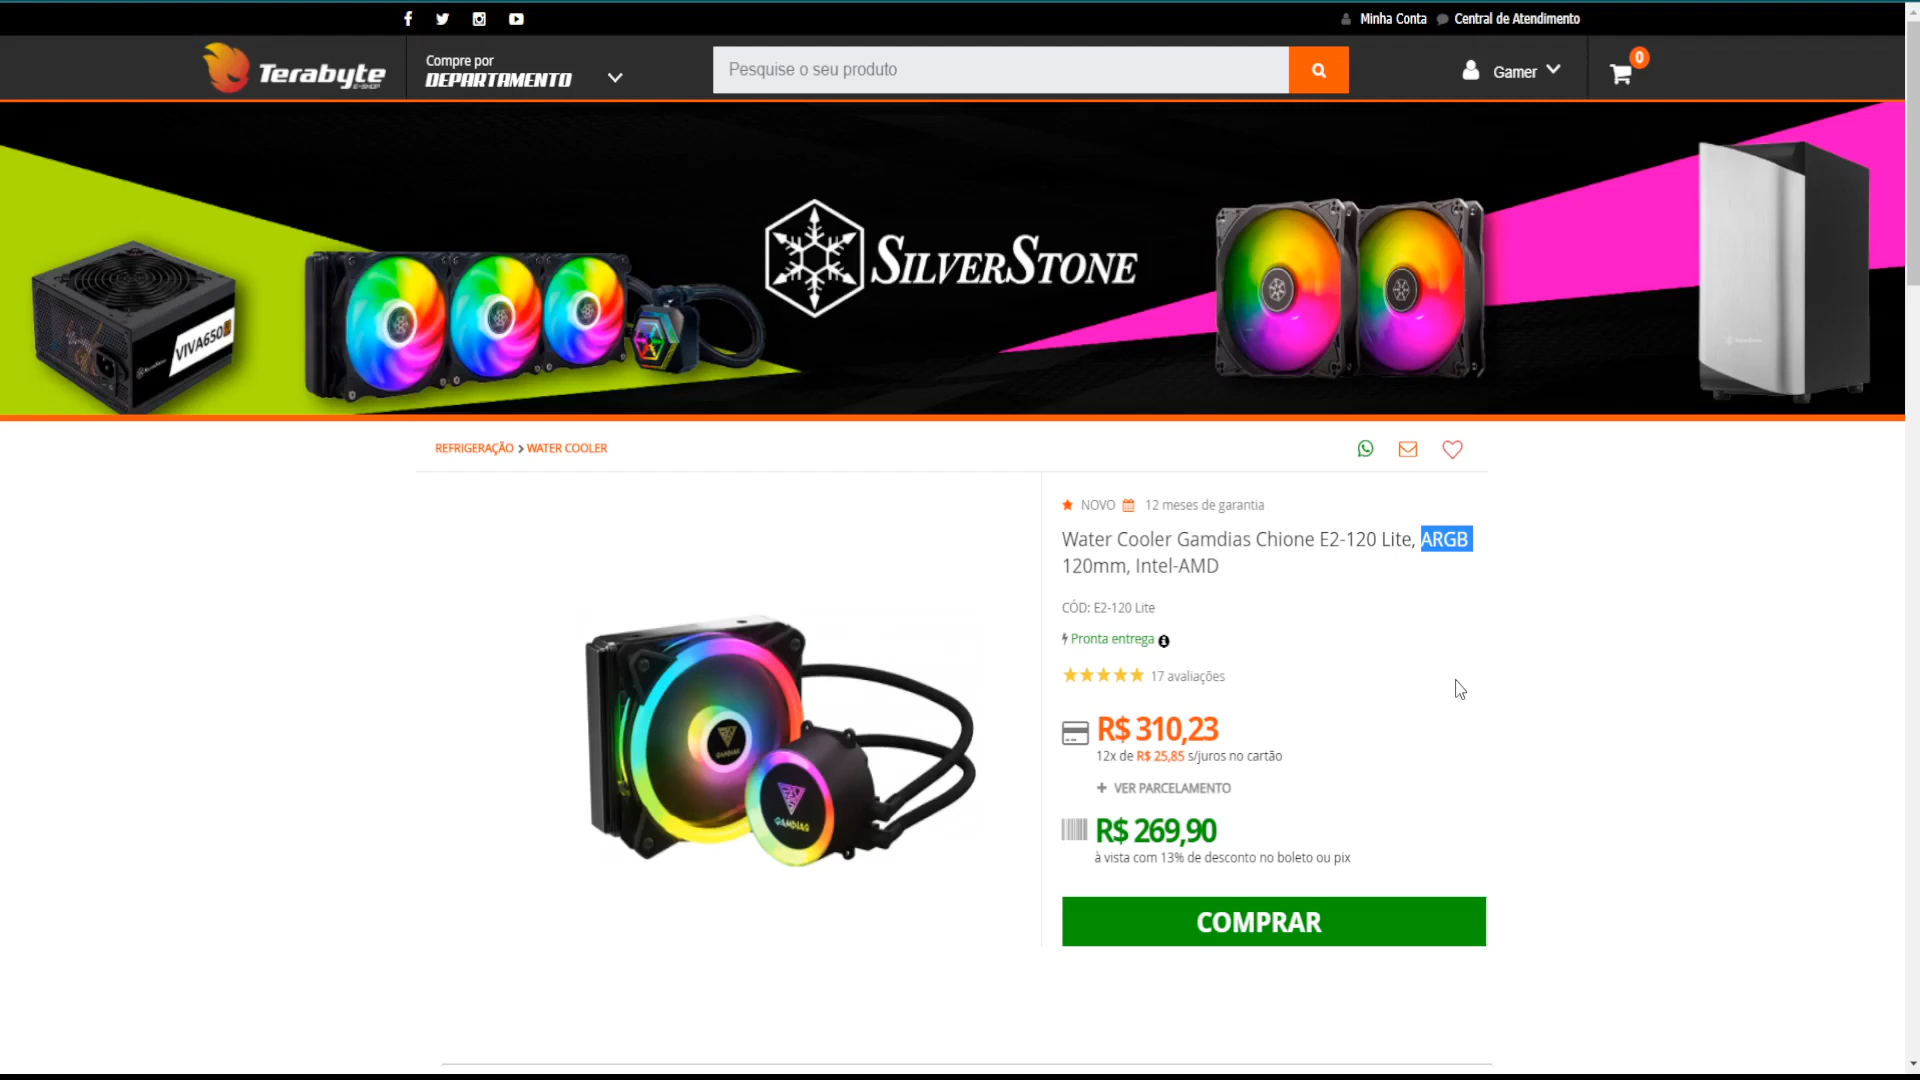 Minha Conta
Central de Atendimento
Terabyte
E-SHOP
Compre por
DEPARTAMENTO
Pesquise o seu produto
Gamer
0
SILVERSTONE
VIVA650
REFRIGERAÇÃO > WATER COOLER
NOVO 12 meses de garantia
Water Cooler Gamdias Chione E2-120 Lite, ARGB
120mm, Intel-AMD
CÓD: E2-120 Lite
Pronta entrega
17 avaliações
R$ 310,23
12x de R$ 25,85 s/juros no cartão
+ VER PARCELAMENTO
R$ 269,90
à vista com 13% de desconto no boleto ou pix
COMPRAR
GAMDIAS
GAMDIAS